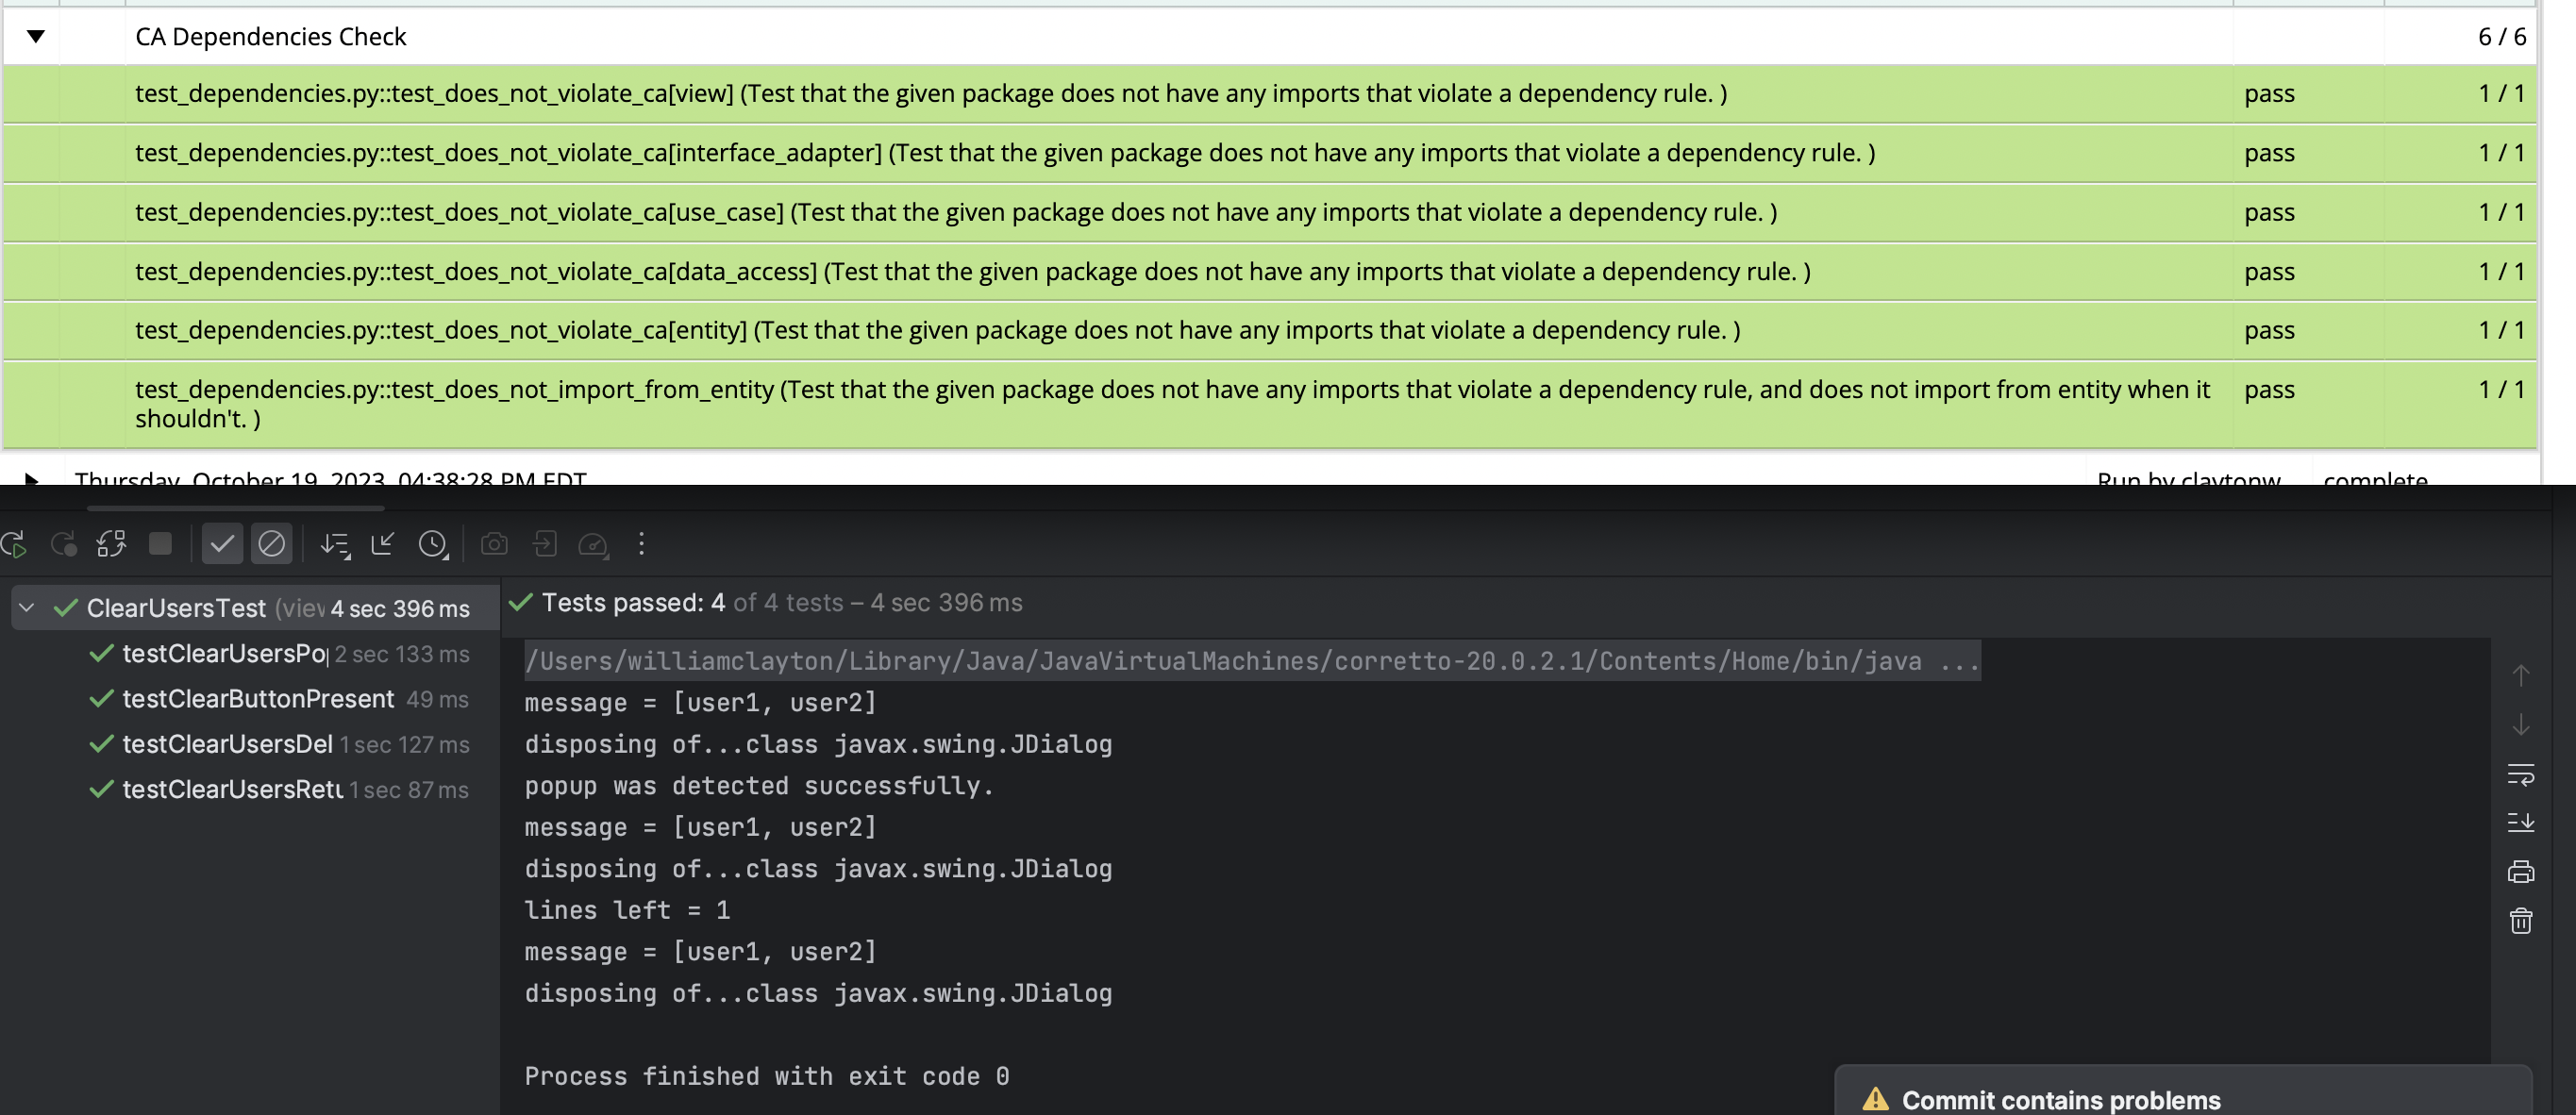 CA Dependencies Check 6 / 6
test_dependencies.py::test_does_not_violate_ca[view] (Test that the given package does not have any imports that violate a dependency rule. ) pass 1 / 1
test_dependencies.py::test_does_not_violate_ca[interface_adapter] (Test that the given package does not have any imports that violate a dependency rule. ) pass 1 / 1
test_dependencies.py::test_does_not_violate_ca[use_case] (Test that the given package does not have any imports that violate a dependency rule. ) pass 1 / 1
test_dependencies.py::test_does_not_violate_ca[data_access] (Test that the given package does not have any imports that violate a dependency rule. ) pass 1 / 1
test_dependencies.py::test_does_not_violate_ca[entity] (Test that the given package does not have any imports that violate a dependency rule. ) pass 1 / 1
test_dependencies.py::test_does_not_import_from_entity (Test that the given package does not have any imports that violate a dependency rule, and does not import from entity when it pass 1 / 1
shouldn't. )
Thursday, October 19, 2023, 04:38:28 PM EDT Run by claytonw complete
ClearUsersTest (view 4 sec 396 ms
testClearUsersPo 2 sec 133 ms
testClearButtonPresent 49 ms
testClearUsersDel 1 sec 127 ms
testClearUsersRetu 1 sec 87 ms
Tests passed: 4 of 4 tests – 4 sec 396 ms
/Users/williamclayton/Library/Java/JavaVirtualMachines/corretto-20.0.2.1/Contents/Home/bin/java ...
message = [user1, user2]
disposing of...class javax.swing.JDialog
popup was detected successfully.
message = [user1, user2]
disposing of...class javax.swing.JDialog
lines left = 1
message = [user1, user2]
disposing of...class javax.swing.JDialog
Process finished with exit code 0
Commit contains problems